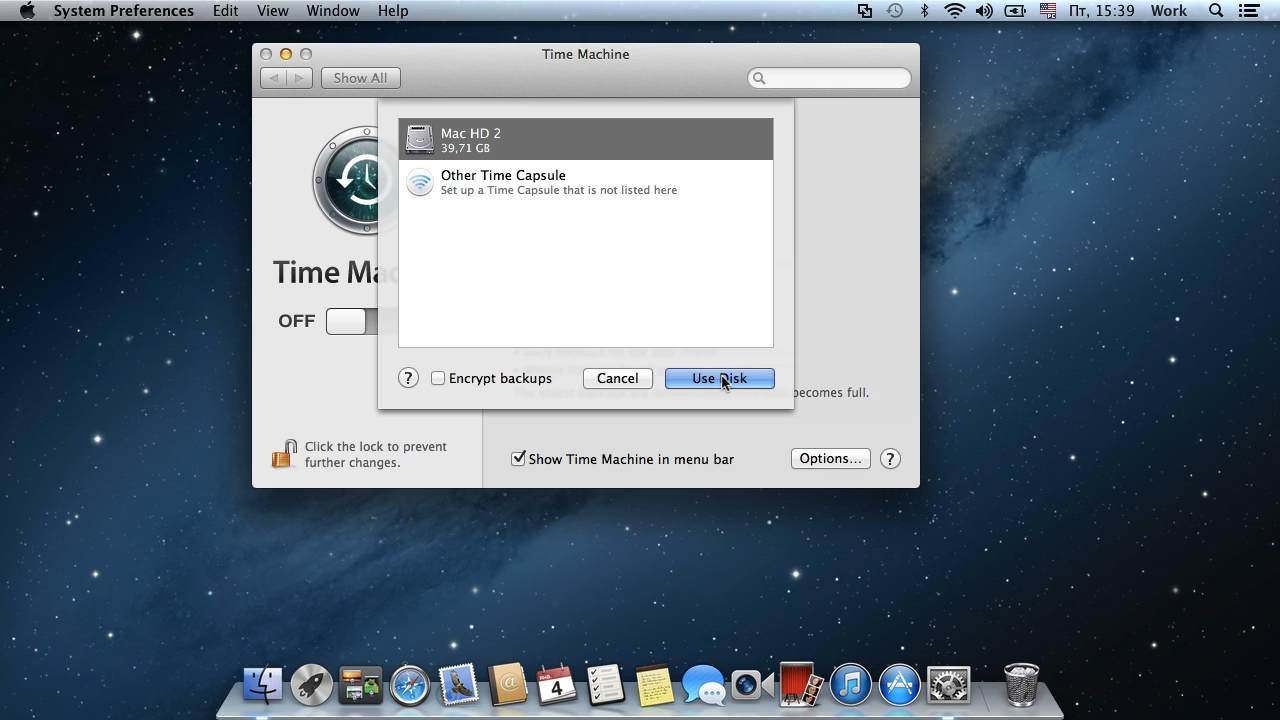 System Preferences Edit View Window Help
Пт, 15:39 Work
Time Machine
Show All
Mac HD 2
39,71 GB
Other Time Capsule
Set up a Time Capsule that is not listed here
Time Ma
OFF
?
Encrypt backups
Cancel
Use Disk
becomes full.
Click the lock to prevent
further changes.
Show Time Machine in menu bar
Options...
?
4